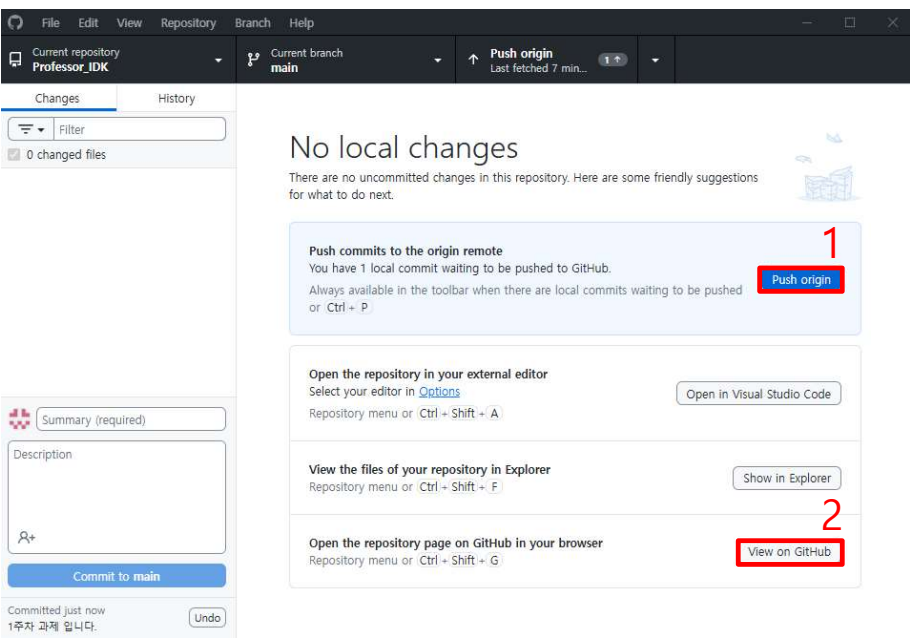 File Edit View Repository Branch Help
Current repository
Professor_IDK
Current branch
main
Push origin
Last fetched 7 min...
1
Changes History
Filter
0 changed files
No local changes
There are no uncommitted changes in this repository. Here are some friendly suggestions
for what to do next.
1
Push commits to the origin remote
You have 1 local commit waiting to be pushed to GitHub.
Always available in the toolbar when there are local commits waiting to be pushed
or Ctrl + P
Push origin
Open the repository in your external editor
Select your editor in Options
Repository menu or Ctrl + Shift + A
Open in Visual Studio Code
View the files of your repository in Explorer
Repository menu or Ctrl + Shift + F
Show in Explorer
2
Open the repository page on GitHub in your browser
Repository menu or Ctrl + Shift + G
View on GitHub
Summary (required)
Description
Commit to main
Committed just now
1주차 과제 입니다.
Undo